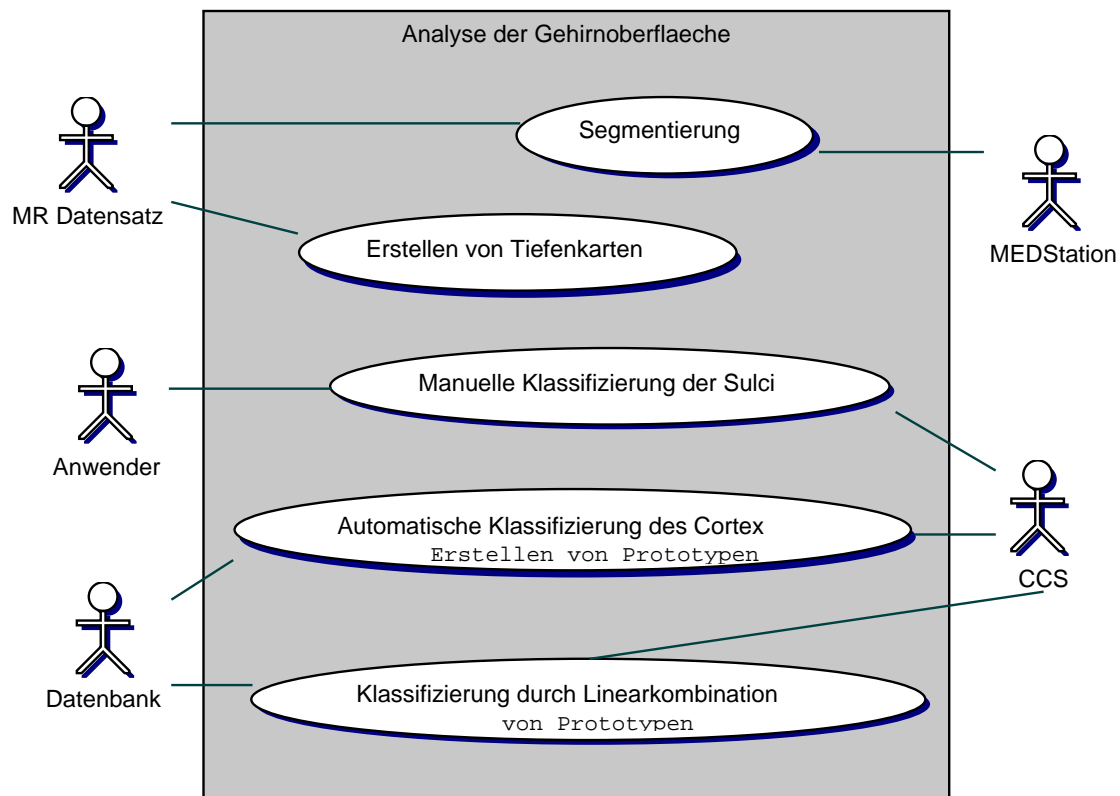 Analyse der Gehirnoberflaeche
Segmentierung
MR Datensatz
Erstellen von Tiefenkarten
MEDStation
Manuelle Klassifizierung der Sulci
Anwender
Automatische Klassifizierung des Cortex
Erstellen von Prototypen
CCS
Datenbank
Klassifizierung durch Linearkombination
von Prototypen